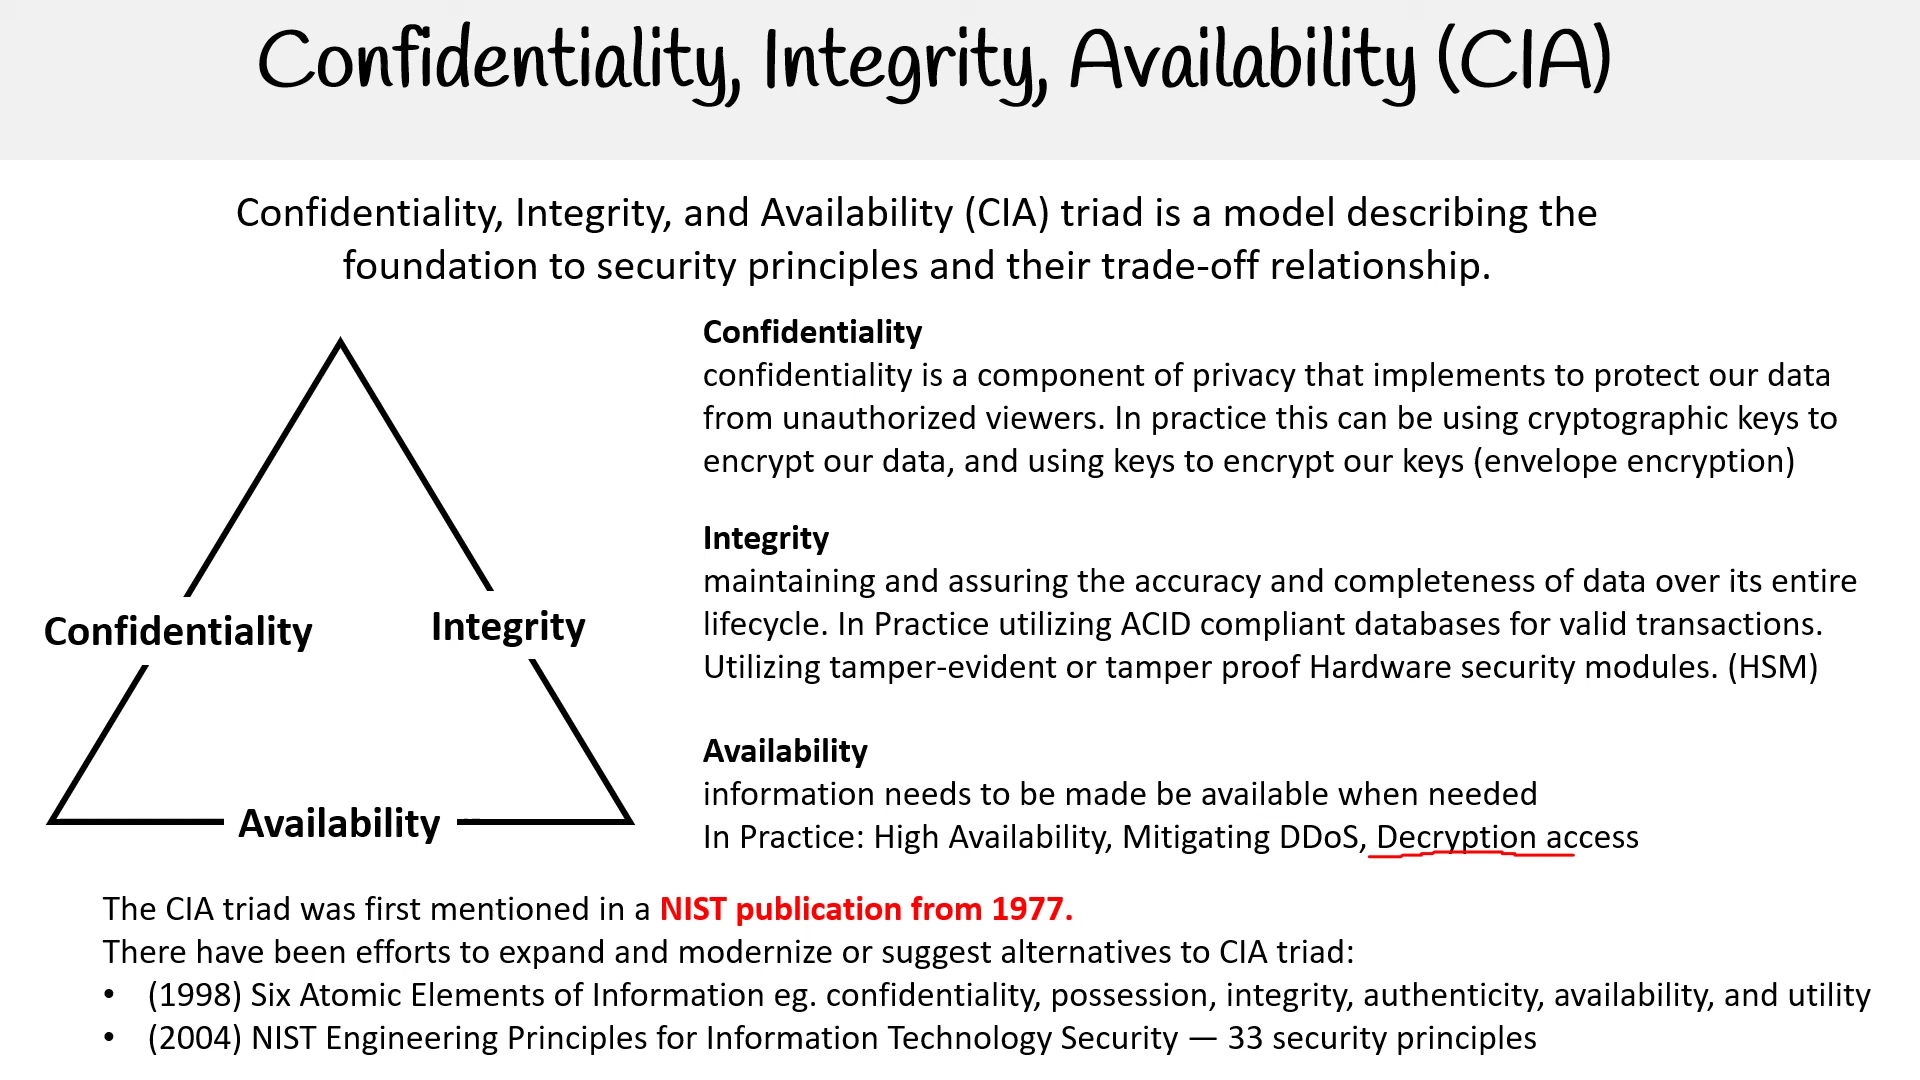 Confidentiality, Integrity, Availability (CIA)
Confidentiality, Integrity, and Availability (CIA) triad is a model describing the
foundation to security principles and their trade-off relationship.
Confidentiality
Integrity
Availability
Confidentiality
confidentiality is a component of privacy that implements to protect our data
from unauthorized viewers. In practice this can be using cryptographic keys to
encrypt our data, and using keys to encrypt our keys (envelope encryption)
Integrity
maintaining and assuring the accuracy and completeness of data over its entire
lifecycle. In Practice utilizing ACID compliant databases for valid transactions.
Utilizing tamper-evident or tamper proof Hardware security modules. (HSM)
Availability
information needs to be made be available when needed
In Practice: High Availability, Mitigating DDoS, Decryption access
The CIA triad was first mentioned in a NIST publication from 1977.
There have been efforts to expand and modernize or suggest alternatives to CIA triad:
• (1998) Six Atomic Elements of Information eg. confidentiality, possession, integrity, authenticity, availability, and utility
• (2004) NIST Engineering Principles for Information Technology Security — 33 security principles